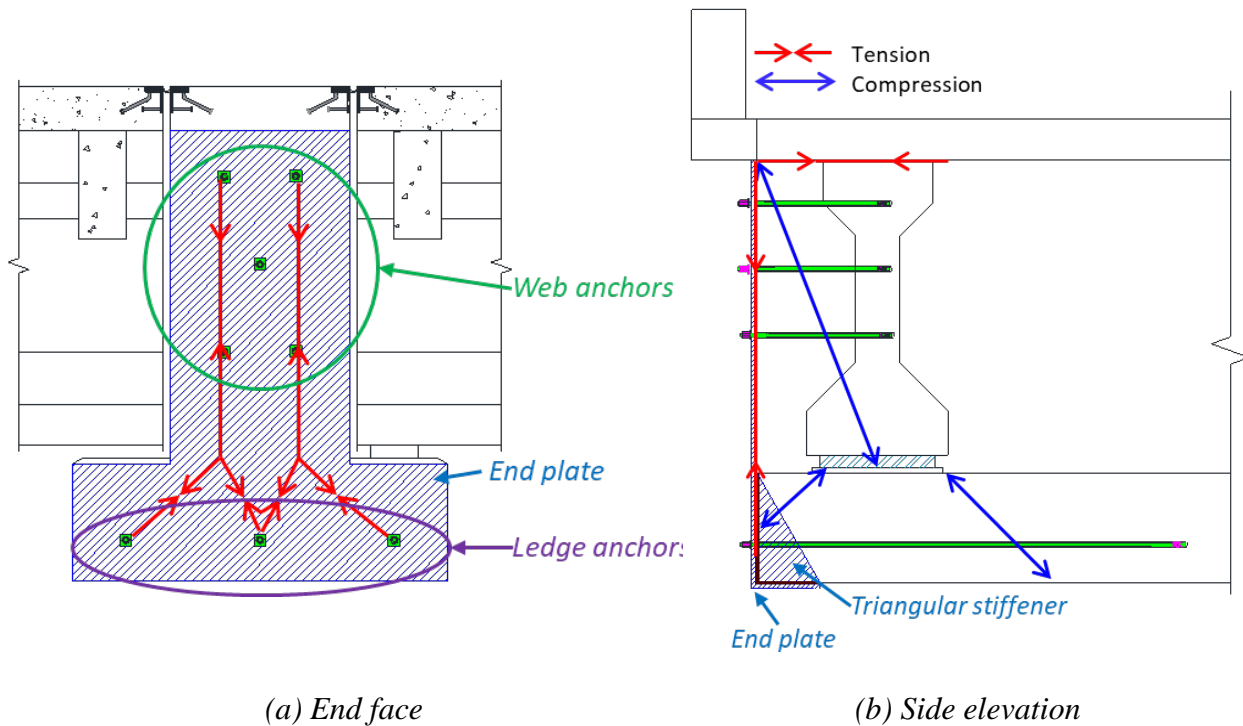 Tension
Compression
Web anchors
End plate
Ledge anchors
Triangular stiffener
End plate
(a) End face
(b) Side elevation